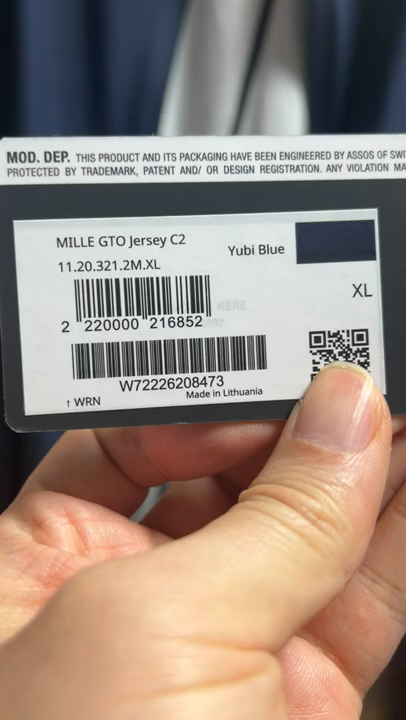 MOD. DEP. THIS PRODUCT AND ITS PACKAGING HAVE BEEN ENGINEERED BY ASSOS OF
PROTECTED BY TRADEMARK, PATENT AND/ OR DESIGN REGISTRATION. ANY VIOLATION
MILLE GTO Jersey C2
Yubi Blue
11.20.321.2M.XL
XL
HERE
2 220000 216852
W72226208473
Made in Lithuania
↑ WRN